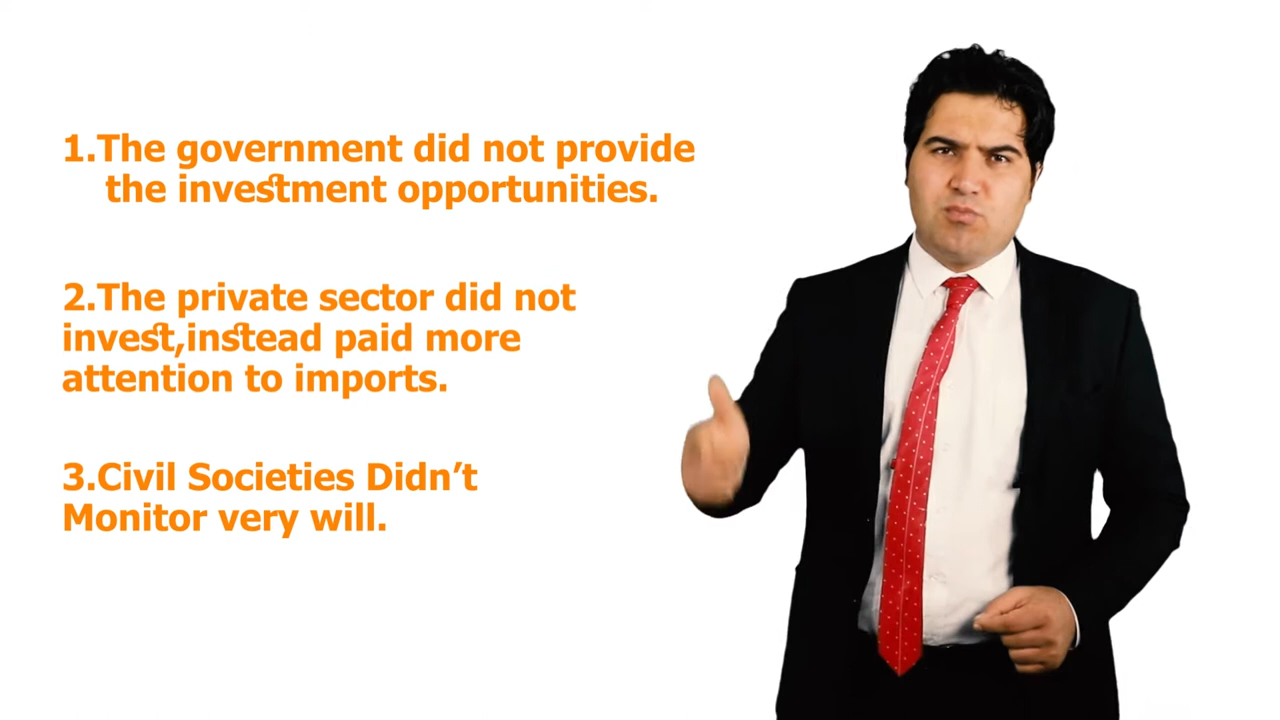 1.The government did not provide
the investment opportunities.
2.The private sector did not
invest,instead paid more
attention to imports.
3.Civil Societies Didn’t
Monitor very will.